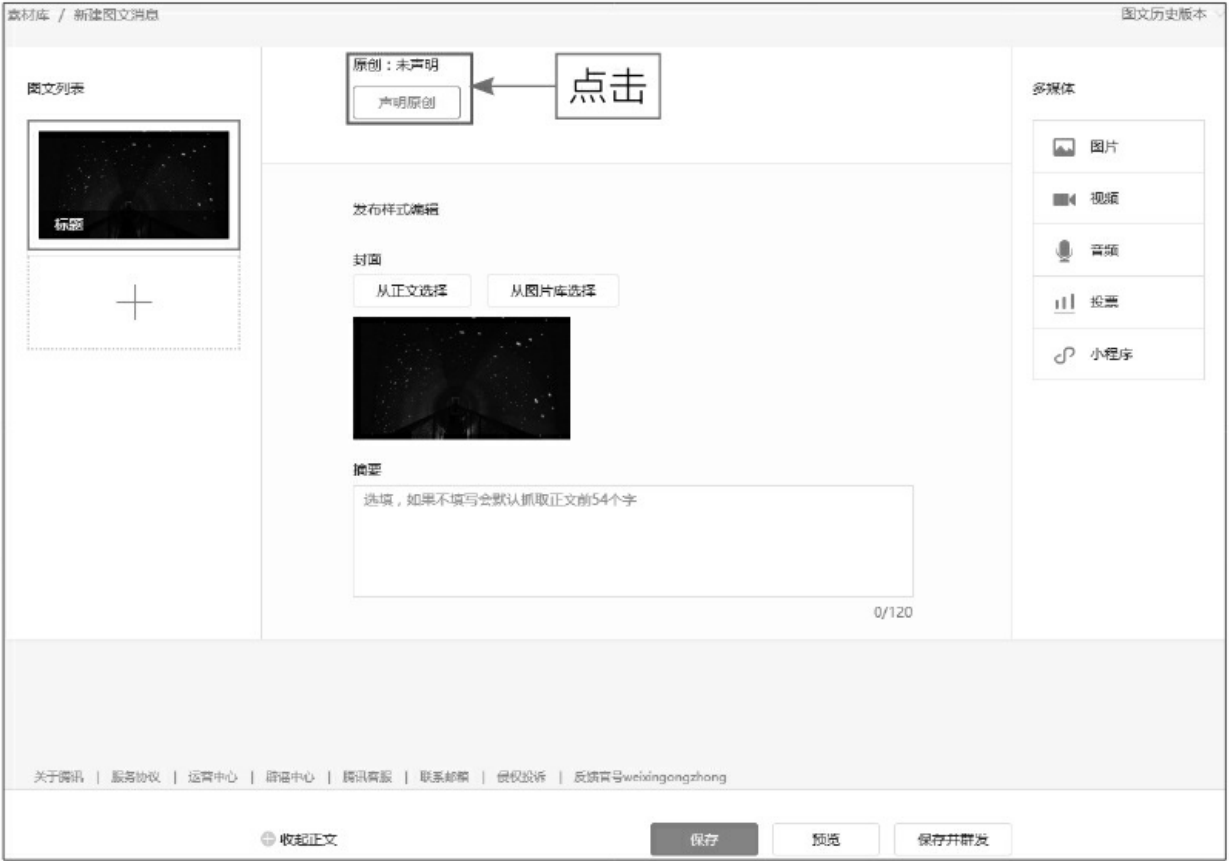 素材库 / 新建图文消息
图文历史版本
图文列表
标题
原创：未声明
声明原创
点击
发布样式编辑
封面
从正文选择
从图片库选择
摘要
选填，如果不填写会默认抓取正文前54个字
0/120
多媒体
图片
视频
音频
投票
小程序
关于腾讯 | 服务协议 | 运营中心 | 辟谣中心 | 腾讯客服 | 联系邮箱 | 侵权投诉 | 反馈官号weixingongzhong
收起正文
保存
预览
保存并群发